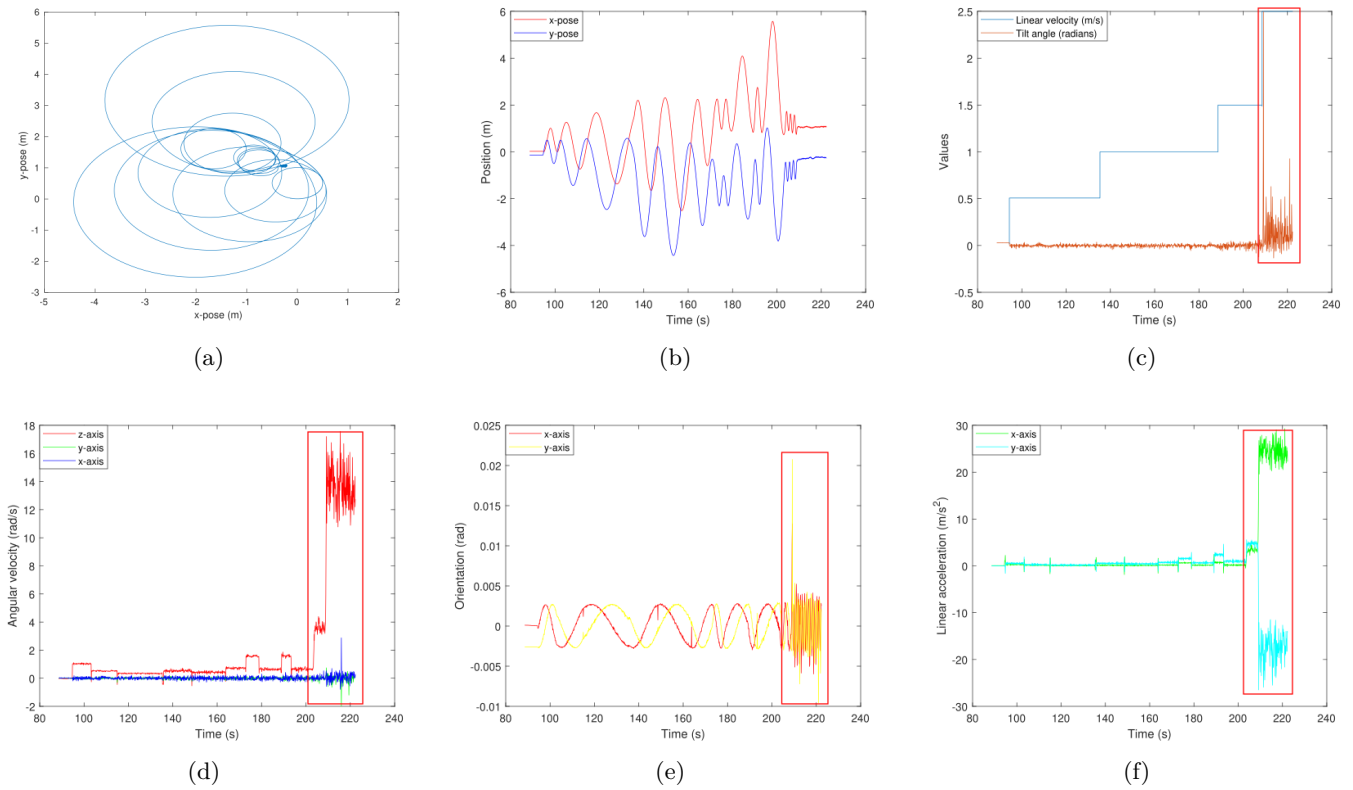 6
5
4
3
2
1
0
-1
-2
-3
y-pose (m)
-5 -4 -3 -2 -1 0 1 2
x-pose (m)
(a)
x-pose
y-pose
6
4
2
0
-2
-4
-6
Position (m)
80 100 120 140 160 180 200 220 240
Time (s)
(b)
Linear velocity (m/s)
Tilt angle (radians)
2.5
2
1.5
1
0.5
0
-0.5
Values
80 100 120 140 160 180 200 220 240
Time (s)
(c)
z-axis
y-axis
x-axis
18
16
14
12
10
8
6
4
2
0
-2
Angular velocity (rad/s)
80 100 120 140 160 180 200 220 240
Time (s)
(d)
x-axis
y-axis
0.025
0.02
0.015
0.01
0.005
0
-0.005
-0.01
Orientation (rad)
80 100 120 140 160 180 200 220 240
Time (s)
(e)
x-axis
y-axis
30
20
10
0
-10
-20
-30
Linear acceleration (m/s²)
80 100 120 140 160 180 200 220 240
Time (s)
(f)